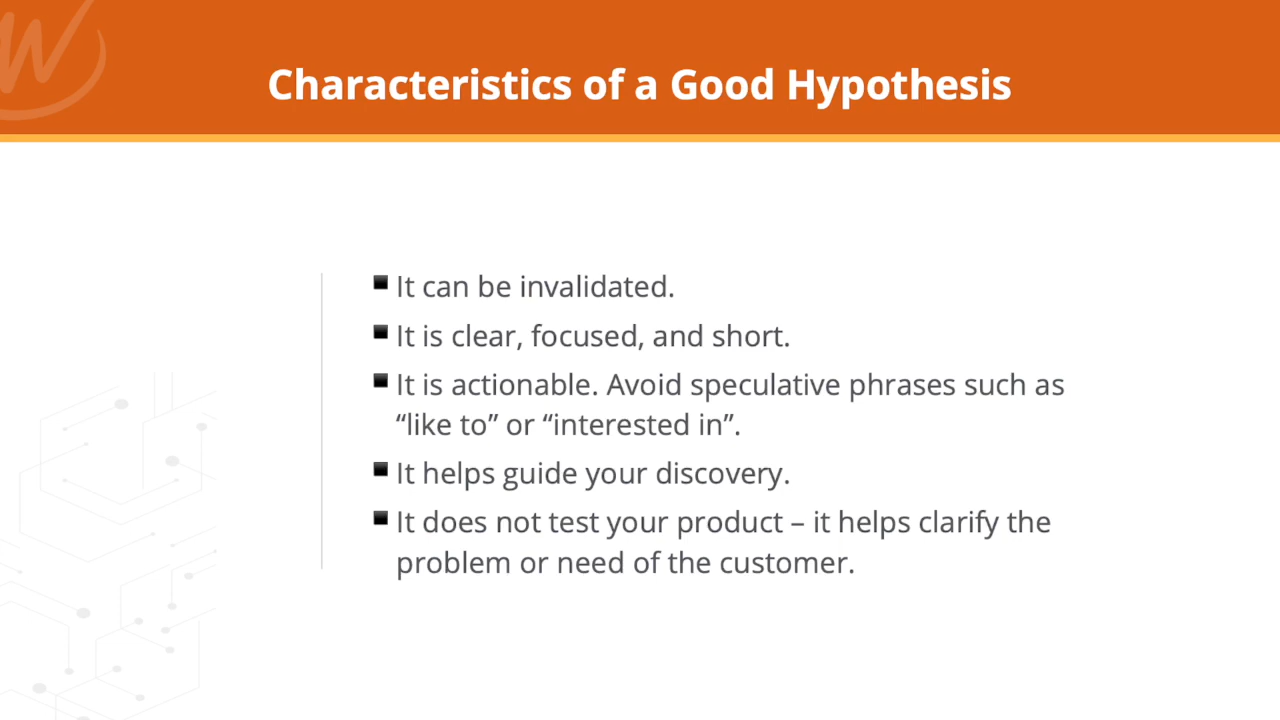 Characteristics of a Good Hypothesis
It can be invalidated.
It is clear, focused, and short.
It is actionable. Avoid speculative phrases such as
“like to” or “interested in”.
It helps guide your discovery.
It does not test your product – it helps clarify the
problem or need of the customer.